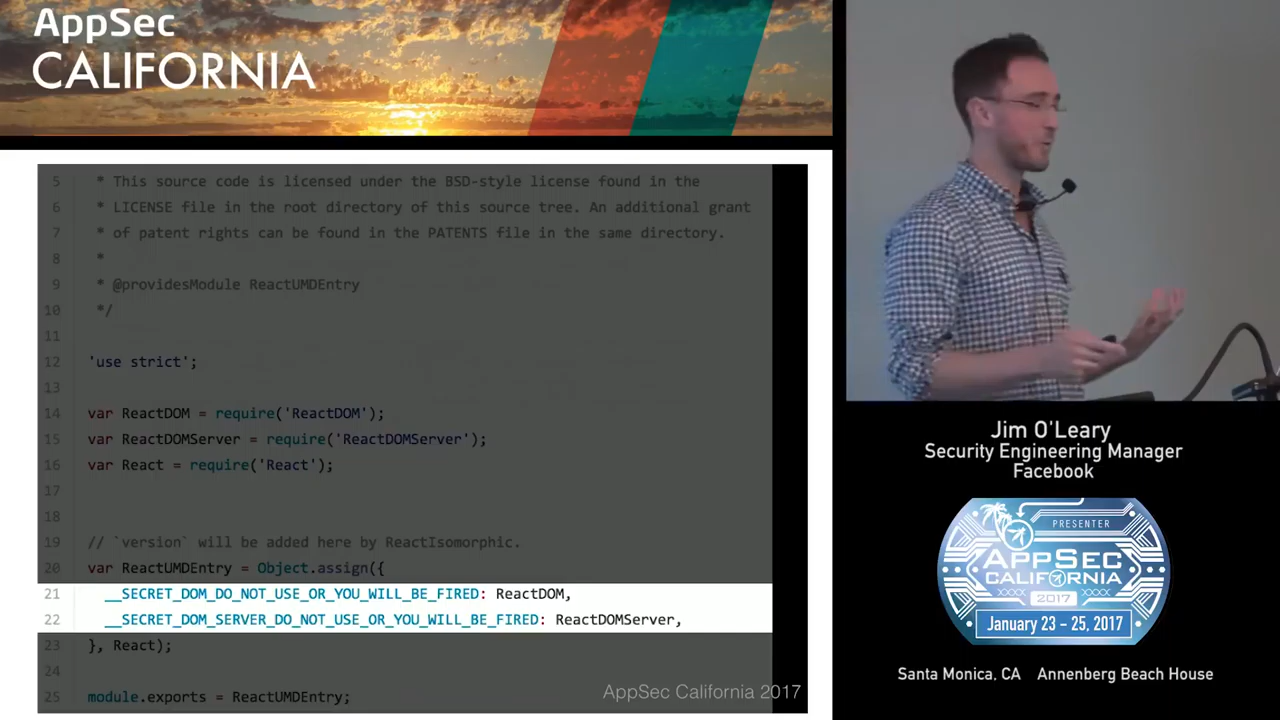 AppSec
CALIFORNIA
5 * This source code is licensed under the BSD-style license found in the
6 * LICENSE file in the root directory of this source tree. An additional grant
7 * of patent rights can be found in the PATENTS file in the same directory.
8 *
9 * @providesModule ReactUMDEntry
10 */
11
12 'use strict';
13
14 var ReactDOM = require('ReactDOM');
15 var ReactDOMServer = require('ReactDOMServer');
16 var React = require('React');
17
18
19 // `version` will be added here by ReactIsomorphic.
20 var ReactUMDEntry = Object.assign({
21 __SECRET_DOM_DO_NOT_USE_OR_YOU_WILL_BE_FIRED: ReactDOM,
22 __SECRET_DOM_SERVER_DO_NOT_USE_OR_YOU_WILL_BE_FIRED: ReactDOMServer,
23 }, React);
24
25 module.exports = ReactUMDEntry;
AppSec California 2017
Jim O'Leary
Security Engineering Manager
Facebook
PRESENTER
APPSEC
CALIFORNIA
XXXX 2017 XXXX
January 23 - 25, 2017
Santa Monica, CA Annenberg Beach House